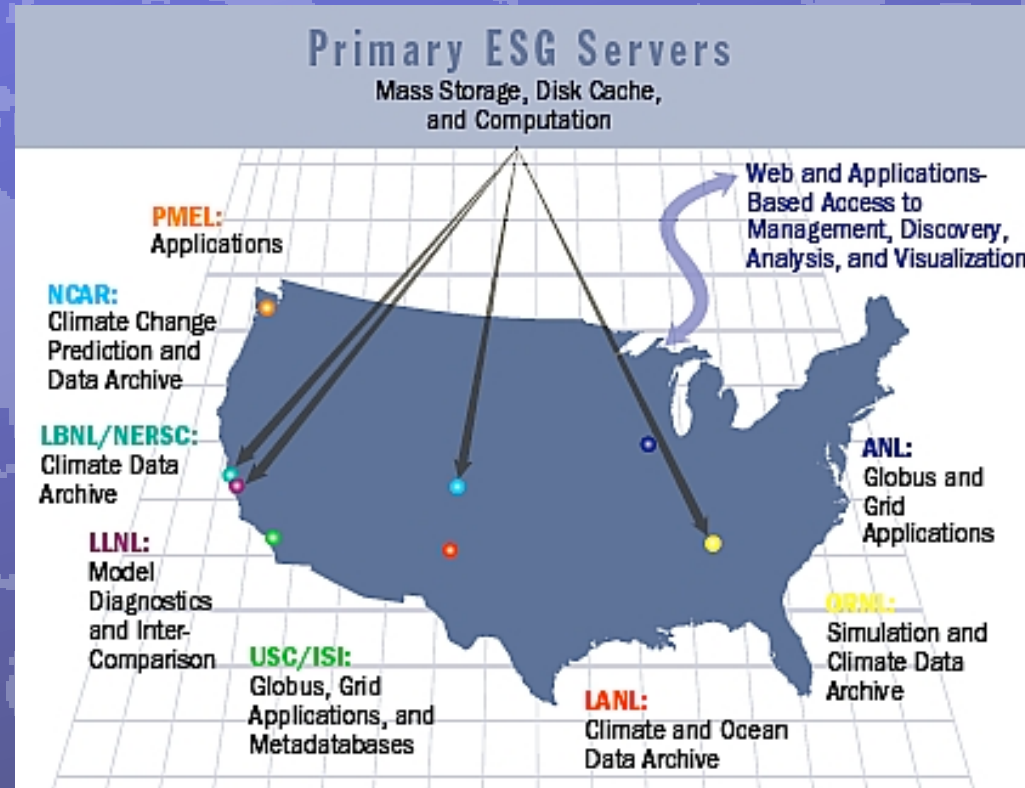 Primary ESG Servers
Mass Storage, Disk Cache,
and Computation
Web and Applications-
Based Access to
Management, Discovery,
Analysis, and Visualization
PMEL:
Applications
NCAR:
Climate Change
Prediction and
Data Archive
LBNL/NERSC:
Climate Data
Archive
LLNL:
Model
Diagnostics
and Inter-
Comparison
USC/ISI:
Globus, Grid
Applications, and
Metadatabases
LANL:
Climate and Ocean
Data Archive
ANL:
Globus and
Grid
Applications
ORNL:
Simulation and
Climate Data
Archive